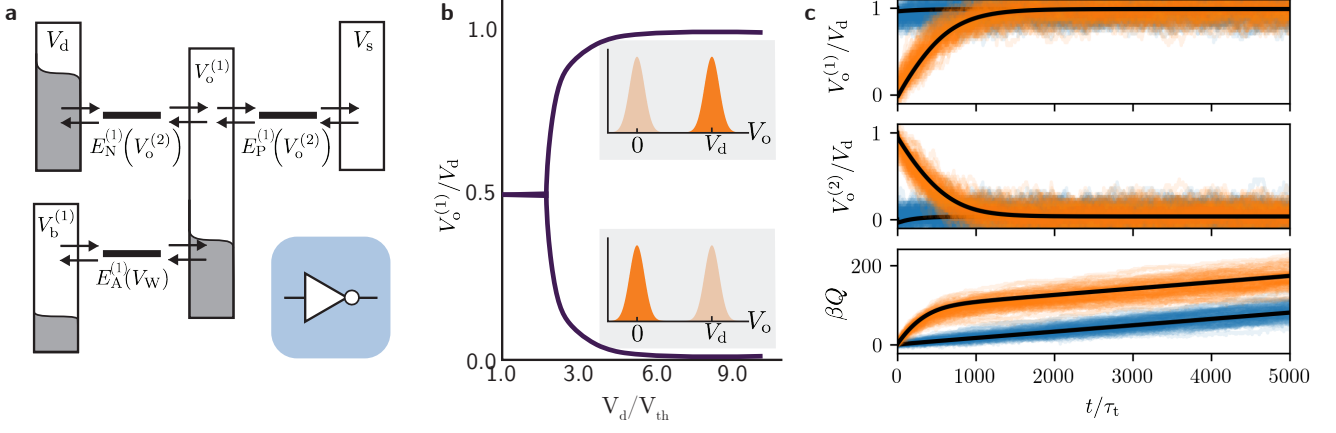 a
V_d
V_o^(1)
V_s
E_N^(1)(V_o^(2))
E_P^(1)(V_o^(2))
V_b^(1)
E_A^(1)(V_W)
b
V_o^(1)/V_d
1.0
0.5
0.0
0 V_d V_o
0 V_d V_o
1.0 3.0 6.0 9.0
V_d/V_th
c
V_o^(1)/V_d
1
0
V_o^(2)/V_d
1
0
βQ
200
0
0 1000 2000 3000 4000 5000
t/τ_t